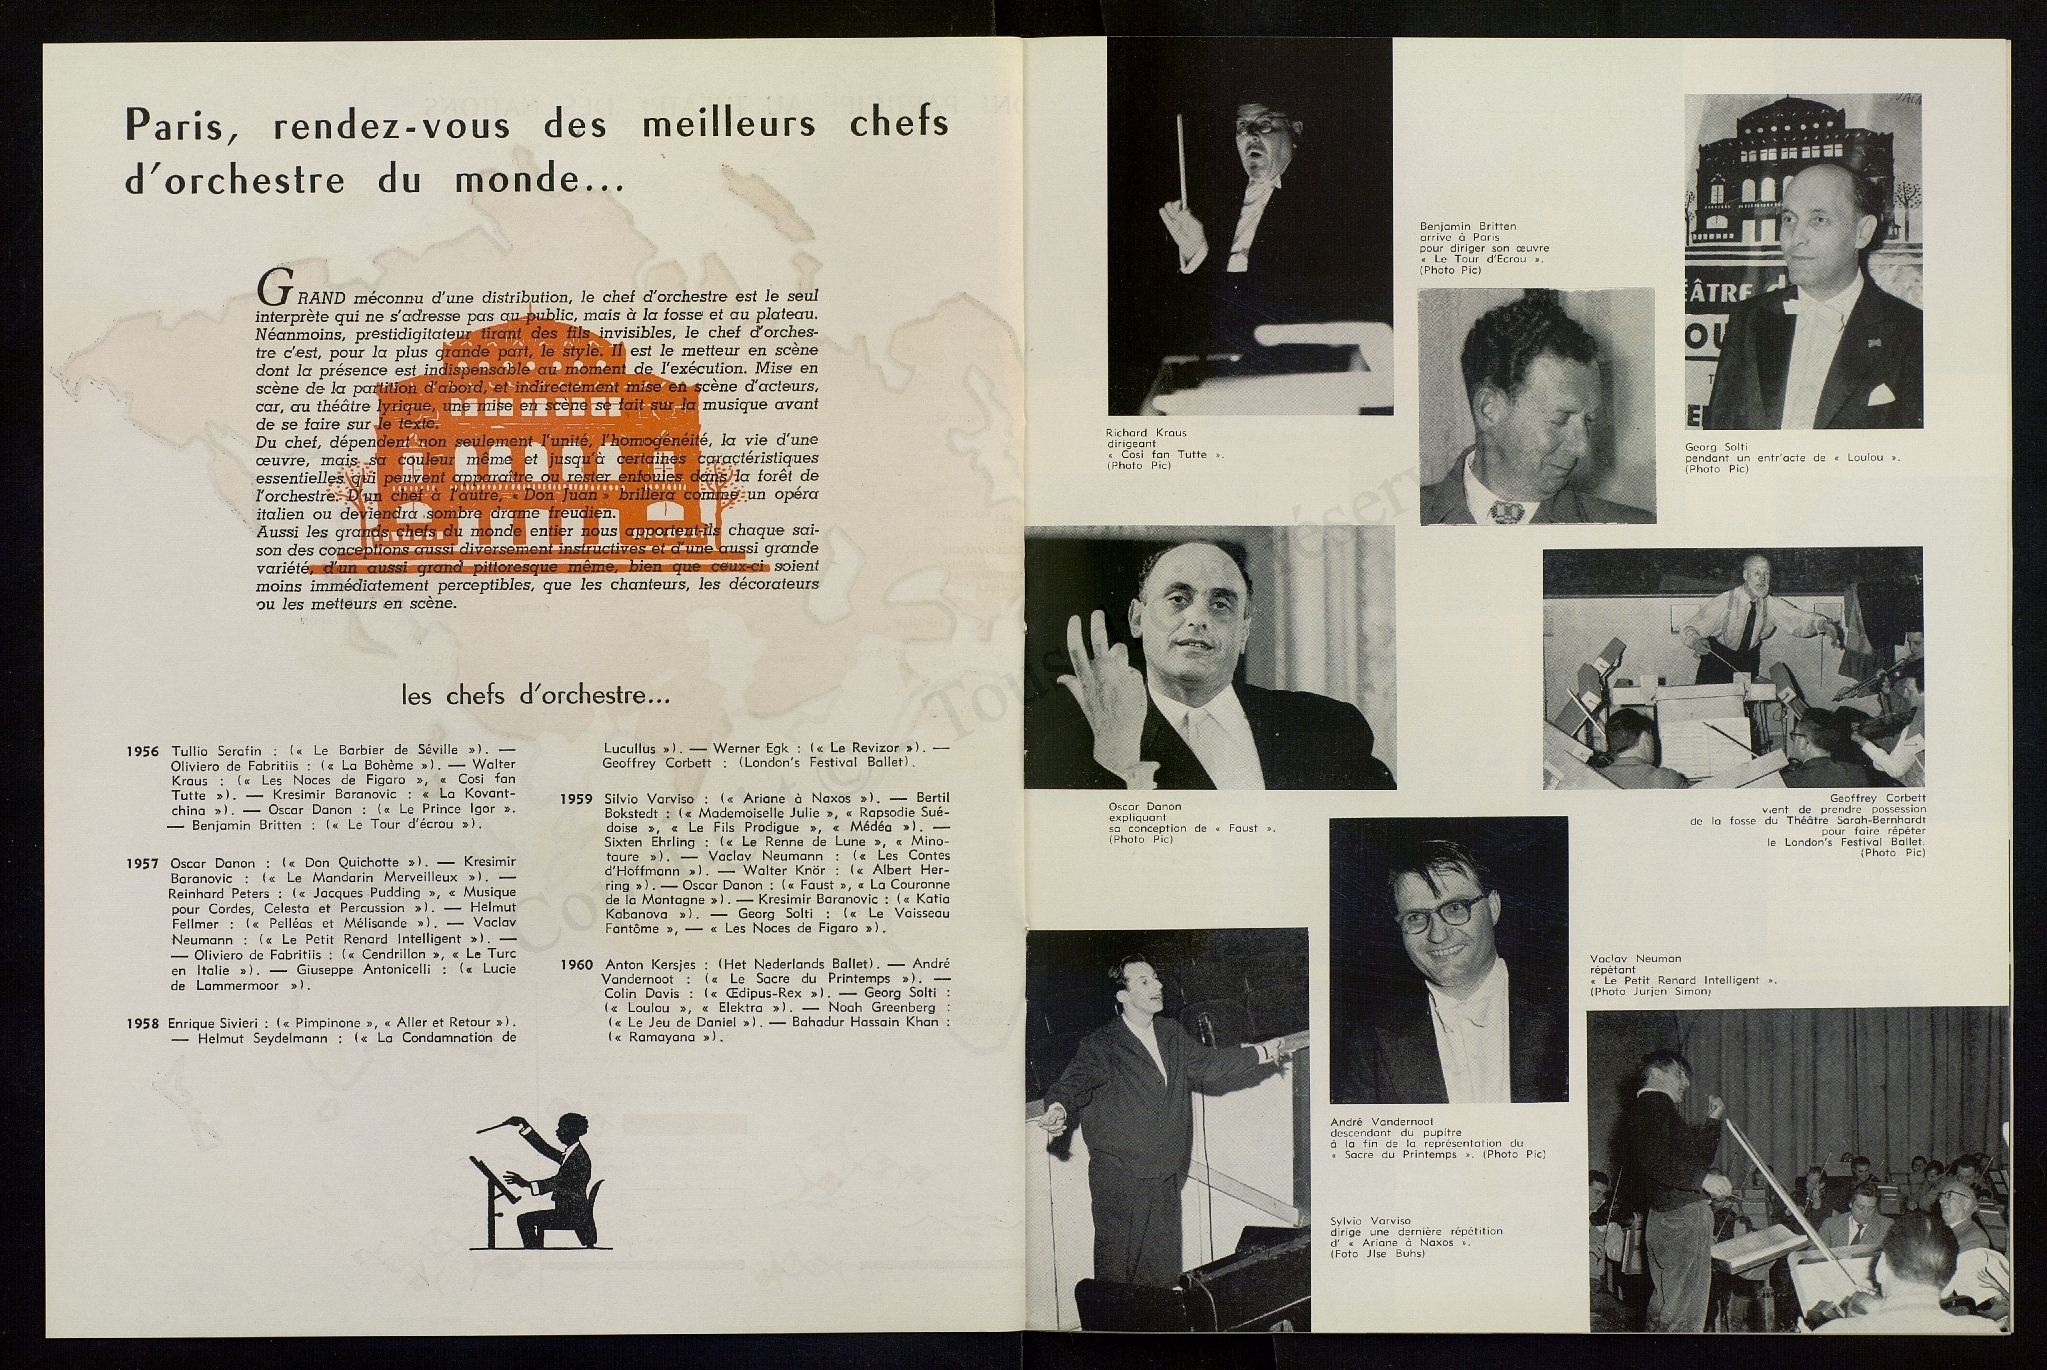 Paris, rendez-vous des meilleurs chefs
d'orchestre du monde...
GRAND méconnu d'une distribution, le chef d'orchestre est le seul
interprète qui ne s'adresse pas au public, mais à la fosse et au plateau.
Néanmoins, prestidigitateur tirant des fils invisibles, le chef d'orches-
tre c'est, pour la plus grande part, le style. Il est le metteur en scène
dont la présence est indispensable au moment de l'exécution. Mise en
scène de la partition d'abord, et indirectement mise en scène d'acteurs,
car, au théâtre lyrique, une mise en scène se fait sur la musique avant
de se faire sur le texte.
Du chef, dépendent non seulement l'unité, l'homogénéité, la vie d'une
œuvre, mais sa couleur même et jusqu'à certaines caractéristiques
essentielles qui peuvent apparaître ou rester enfouies dans la forêt de
l'orchestre. D'un chef à l'autre, « Don Juan » brillera comme un opéra
italien ou deviendra sombre drame freudien.
Aussi les grands chefs du monde entier nous apportent-ils chaque sai-
son des conceptions aussi diversement instructives et d'une aussi grande
variété, d'un aussi grand pittoresque même, bien que ceux-ci soient
moins immédiatement perceptibles, que les chanteurs, les décorateurs
ou les metteurs en scène.
les chefs d'orchestre...
1956 Tullio Serafin : (« Le Barbier de Séville »). —
Oliviero de Fabritiis : (« La Bohème »). — Walter
Kraus : (« Les Noces de Figaro », « Cosi fan
Tutte »). — Kresimir Baranovic : « La Kovant-
china »). — Oscar Danon : (« Le Prince Igor ».
— Benjamin Britten : (« Le Tour d'écrou »).
1957 Oscar Danon : (« Don Quichotte »). — Kresimir
Baranovic : (« Le Mandarin Merveilleux »). —
Reinhard Peters : (« Jacques Pudding », « Musique
pour Cordes, Celesta et Percussion »). — Helmut
Fellmer : (« Pelléas et Mélisande »). — Vaclav
Neumann : (« Le Petit Renard Intelligent »). —
— Oliviero de Fabritiis : (« Cendrillon », « Le Turc
en Italie »). — Giuseppe Antonicelli : (« Lucie
de Lammermoor »).
1958 Enrique Sivieri : (« Pimpinone », « Aller et Retour »).
— Helmut Seydelmann : (« La Condamnation de
Lucullus »). — Werner Egk : (« Le Revizor »). —
Geoffrey Corbett : (London's Festival Ballet).
1959 Silvio Varviso : (« Ariane à Naxos »). — Bertil
Bokstedt : (« Mademoiselle Julie », « Rapsodie Sué-
doise », « Le Fils Prodigue », « Médéa »). —
Sixten Ehrling : (« Le Renne de Lune », « Mino-
taure »). — Vaclav Neumann : (« Les Contes
d'Hoffmann »). — Walter Knör : (« Albert Her-
ring »). — Oscar Danon : (« Faust », « La Couronne
de la Montagne »). — Kresimir Baranovic : (« Katia
Kabanova »). — Georg Solti : (« Le Vaisseau
Fantôme », — « Les Noces de Figaro »).
1960 Anton Kersjes : (Het Nederlands Ballet). — André
Vandernoot : (« Le Sacre du Printemps »). —
Colin Davis : (« Œdipus-Rex »). — Georg Solti :
(« Loulou », « Elektra »). — Noah Greenberg :
(« Le Jeu de Daniel »). — Bahadur Hassain Khan :
(« Ramayana »).
Richard Kraus
dirigeant
« Cosi fan Tutte ».
(Photo Pic)
Benjamin Britten
arrive à Paris
pour diriger son œuvre
« Le Tour d'Ecrou ».
(Photo Pic)
Georg Solti
pendant un entr'acte de « Loulou ».
(Photo Pic)
Oscar Danon
expliquant
sa conception de « Faust ».
(Photo Pic)
Geoffrey Corbett
vient de prendre possession
de la fosse du Théâtre Sarah-Bernhardt
pour faire répéter
le London's Festival Ballet.
(Photo Pic)
André Vandernoot
descendant du pupitre
à la fin de la représentation du
« Sacre du Printemps ». (Photo Pic)
Vaclav Neuman
répétant
« Le Petit Renard Intelligent ».
(Photo Jurjen Simon)
Sylvio Varviso
dirige une dernière répétition
d' « Ariane à Naxos ».
(Foto Jlse Buhs)